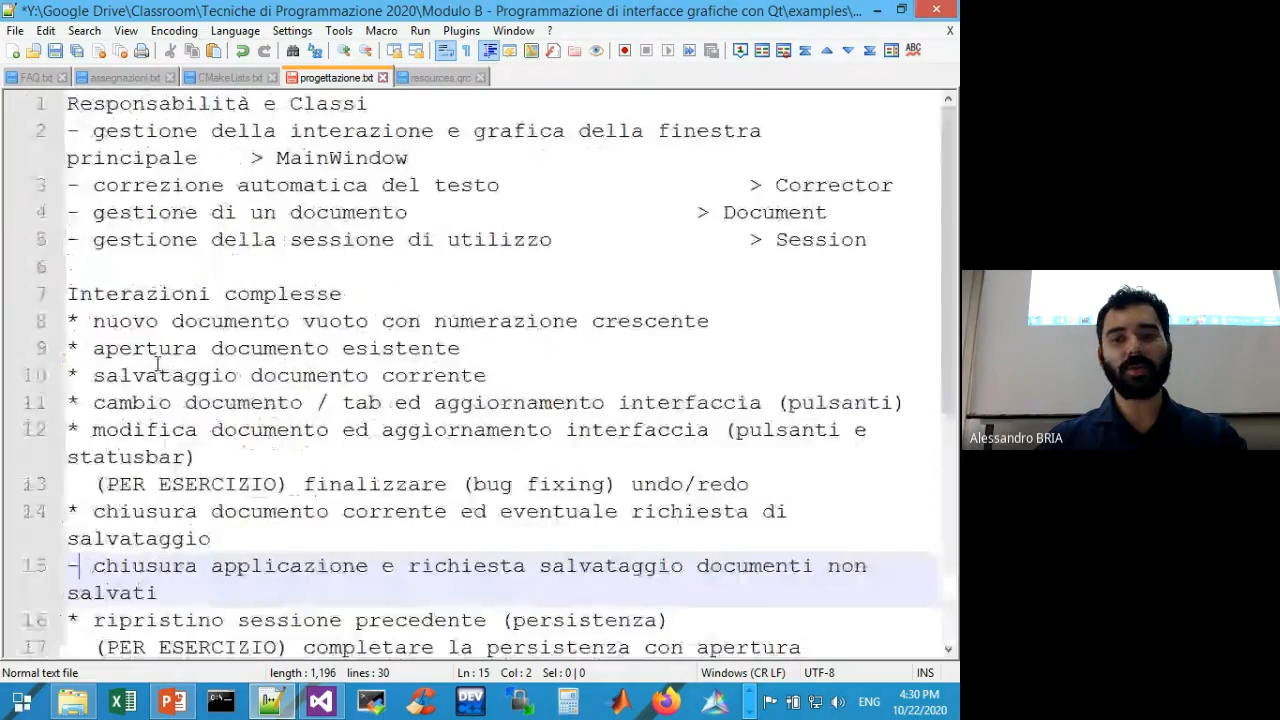 *Y:\Google Drive\Classroom\Tecniche di Programmazione 2020\Modulo B - Programmazione di interfacce grafiche con Qt\examples\...
File Edit Search View Encoding Language Settings Tools Macro Run Plugins Window ? X
FAQ.txt assegnazioni.txt CMakeLists.txt progettazione.txt resources.qrc
1 Responsabilità e Classi
2 - gestione della interazione e grafica della finestra
principale > MainWindow
3 - correzione automatica del testo > Corrector
4 - gestione di un documento > Document
5 - gestione della sessione di utilizzo > Session
6
7 Interazioni complesse
8 * nuovo documento vuoto con numerazione crescente
9 * apertura documento esistente
10 * salvataggio documento corrente
11 * cambio documento / tab ed aggiornamento interfaccia (pulsanti)
12 * modifica documento ed aggiornamento interfaccia (pulsanti e
statusbar)
13 (PER ESERCIZIO) finalizzare (bug fixing) undo/redo
14 * chiusura documento corrente ed eventuale richiesta di
salvataggio
15 - chiusura applicazione e richiesta salvataggio documenti non
salvati
16 * ripristino sessione precedente (persistenza)
17 (PER ESERCIZIO) completare la persistenza con apertura
Normal text file length : 1,196 lines : 30 Ln : 15 Col : 2 Sel : 0 | 0 Windows (CR LF) UTF-8 INS
DEV
ENG
4:30 PM
10/22/2020
Alessandro BRIA